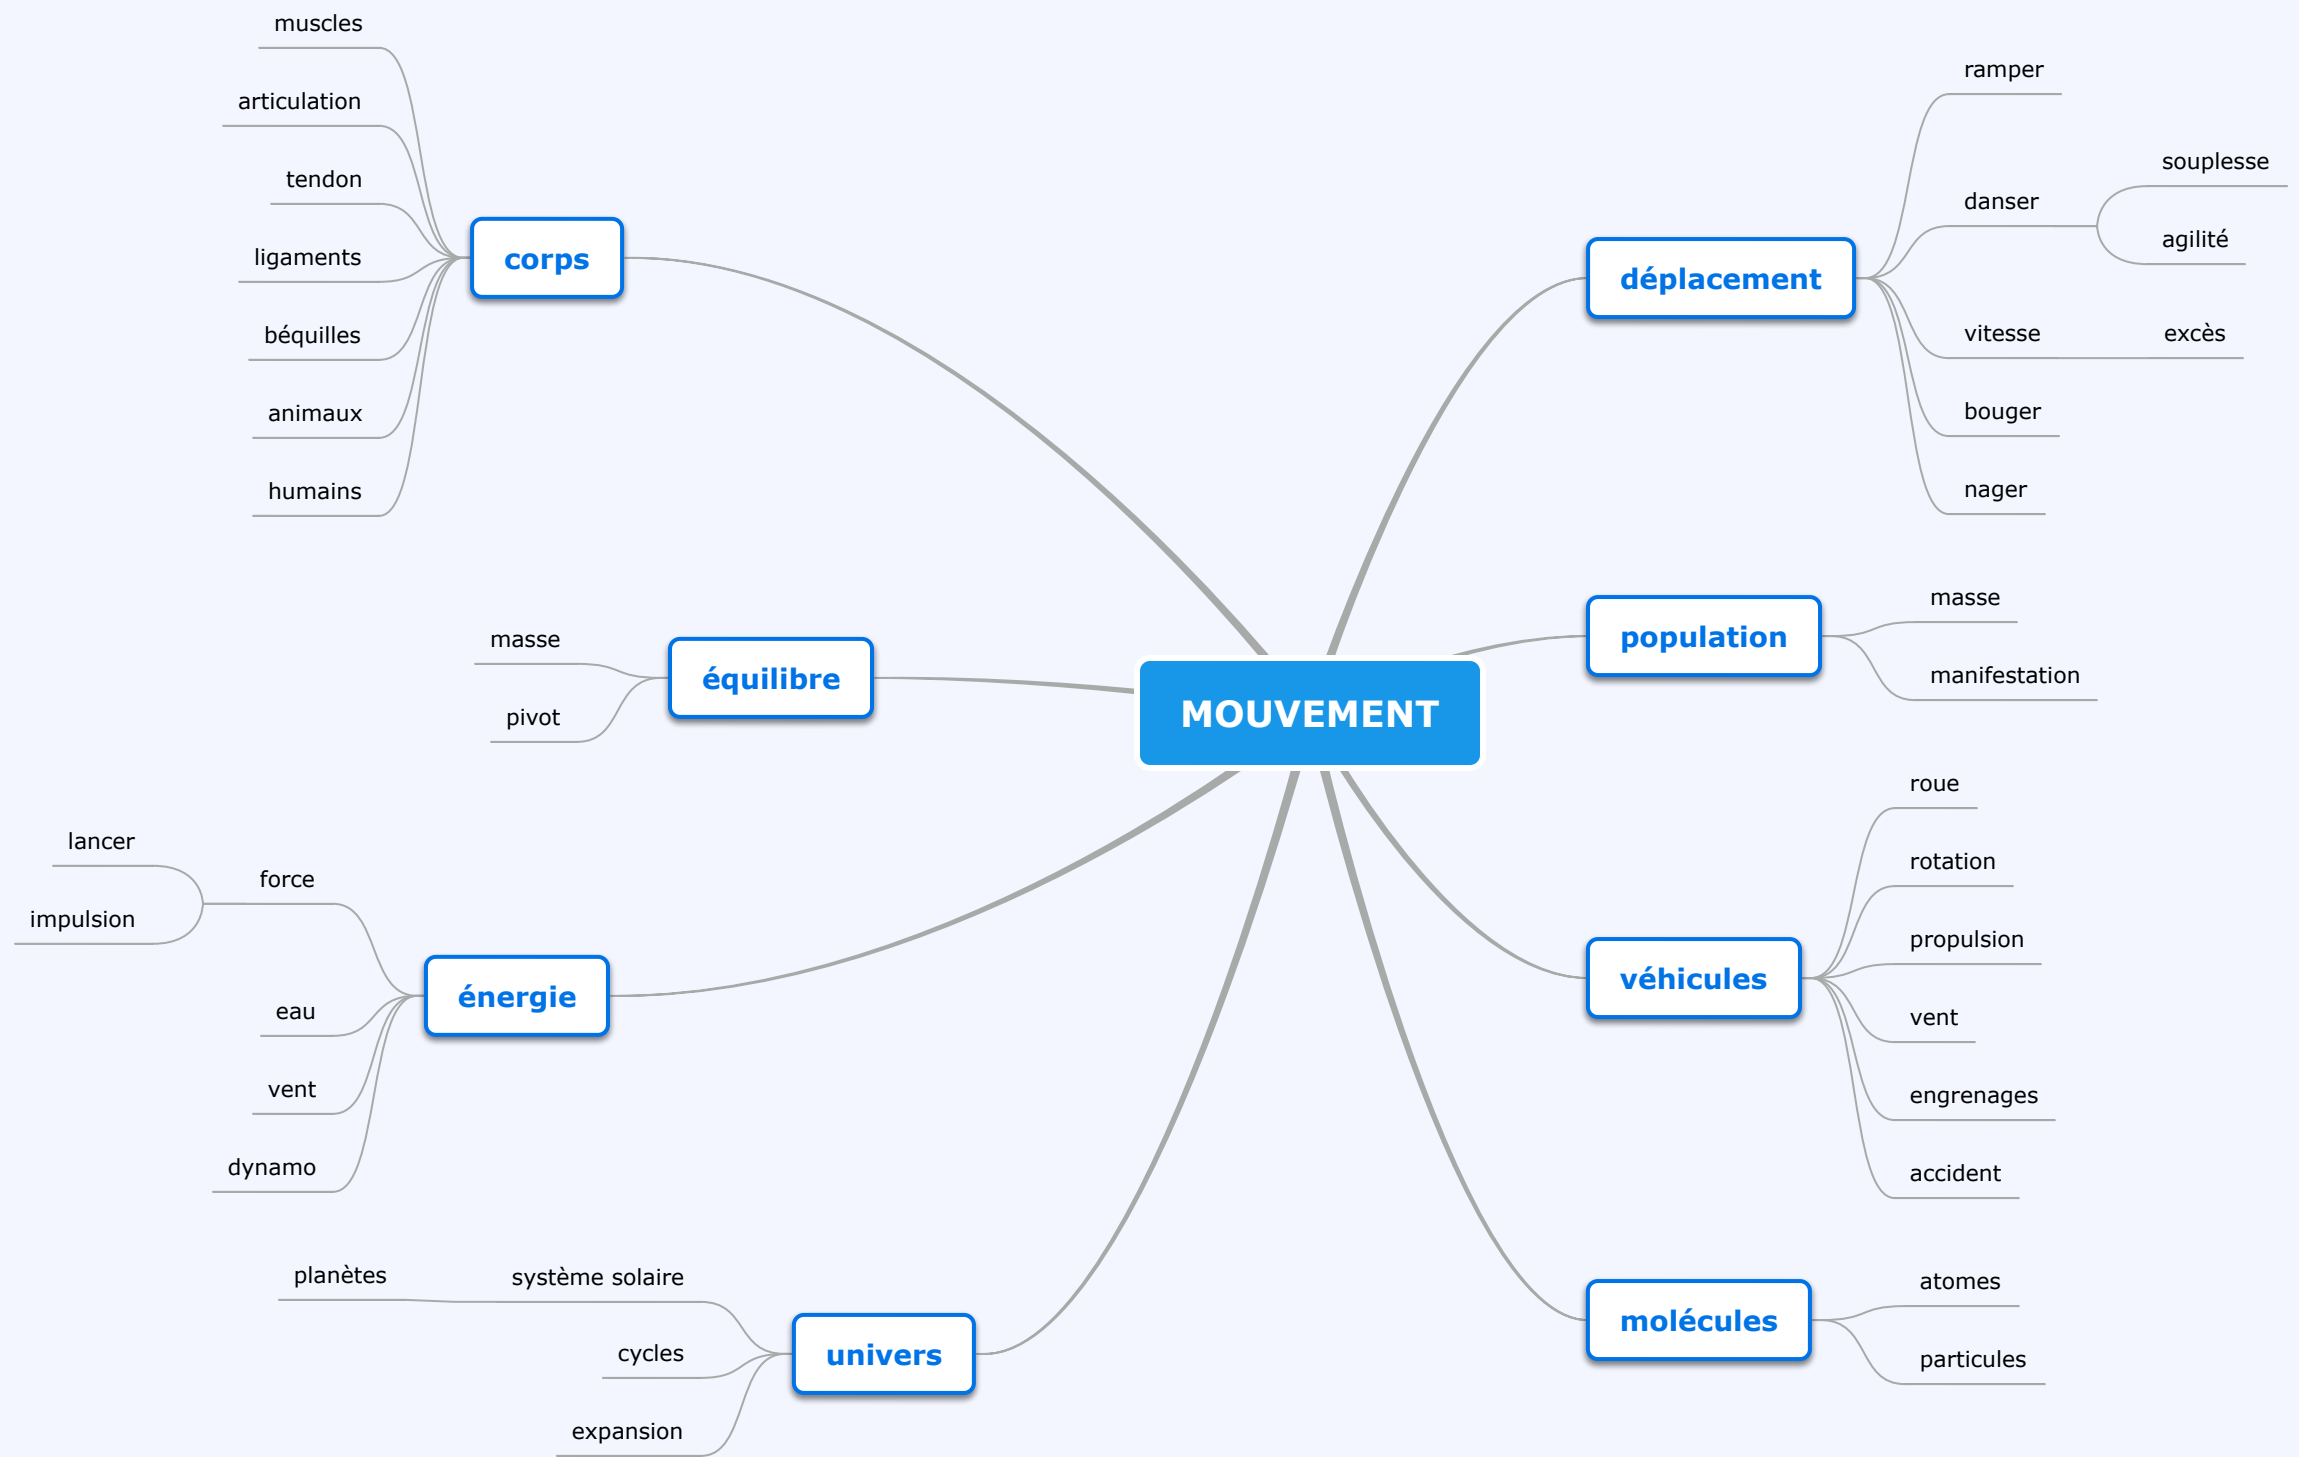 MOUVEMENT
corps
muscles
articulation
tendon
ligaments
béquilles
animaux
humains
équilibre
masse
pivot
énergie
force
lancer
impulsion
eau
vent
dynamo
univers
système solaire
planètes
cycles
expansion
déplacement
ramper
danser
souplesse
agilité
vitesse
excès
bouger
nager
population
masse
manifestation
véhicules
roue
rotation
propulsion
vent
engrenages
accident
molécules
atomes
particules